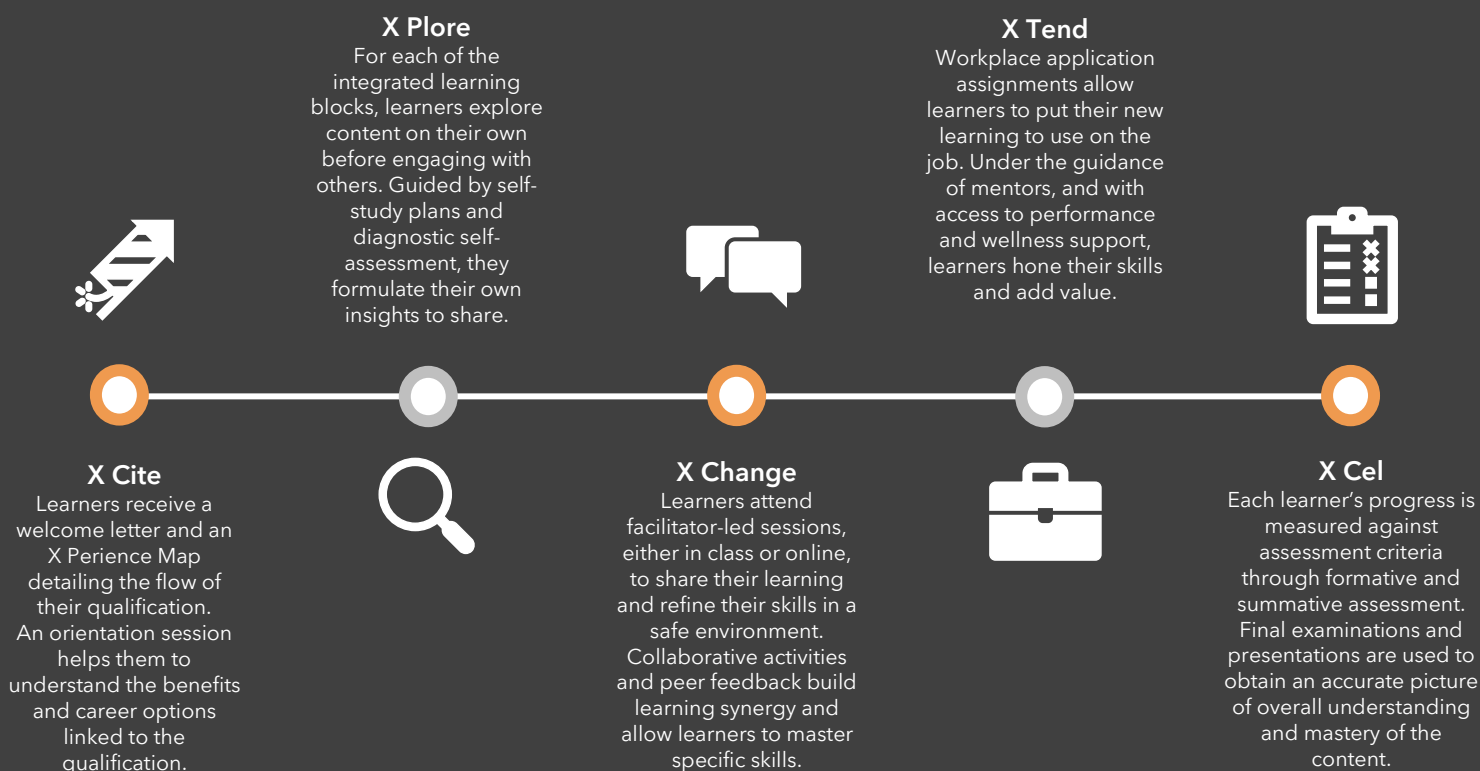 X Plore
For each of the
integrated learning
blocks, learners explore
content on their own
before engaging with
others. Guided by self-
study plans and
diagnostic self-
assessment, they
formulate their own
insights to share.
X Tend
Workplace application
assignments allow
learners to put their new
learning to use on the
job. Under the guidance
of mentors, and with
access to performance
and wellness support,
learners hone their skills
and add value.
X Cite
Learners receive a
welcome letter and an
X Perience Map
detailing the flow of
their qualification.
An orientation session
helps them to
understand the benefits
and career options
linked to the
qualification.
X Change
Learners attend
facilitator-led sessions,
either in class or online,
to share their learning
and refine their skills in a
safe environment.
Collaborative activities
and peer feedback build
learning synergy and
allow learners to master
specific skills.
X Cel
Each learner’s progress is
measured against
assessment criteria
through formative and
summative assessment.
Final examinations and
presentations are used to
obtain an accurate picture
of overall understanding
and mastery of the
content.